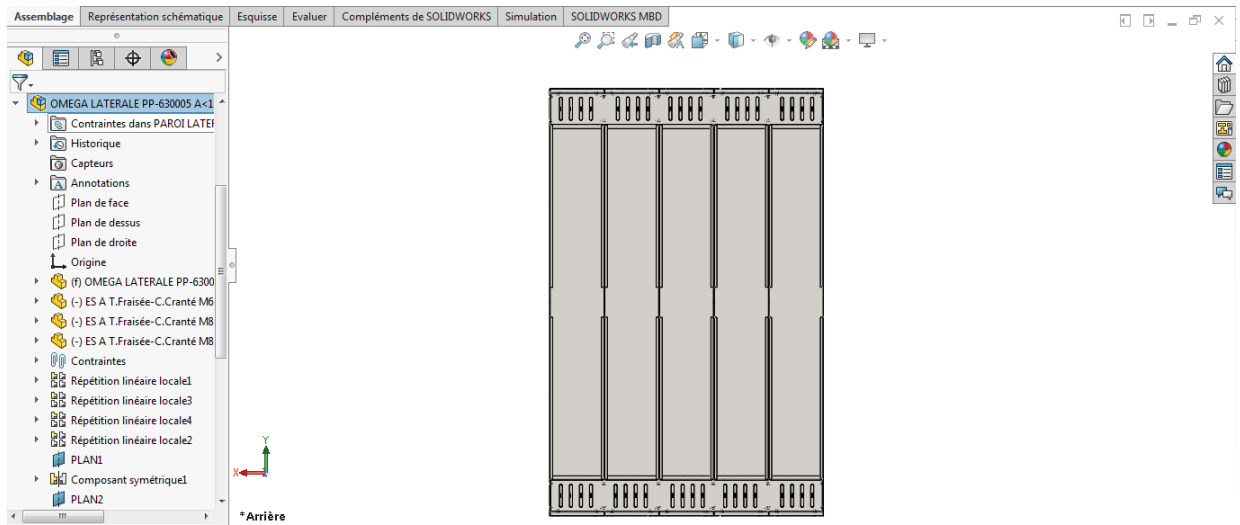 Assemblage Représentation schématique Esquisse Evaluer Compléments de SOLIDWORKS Simulation SOLIDWORKS MBD
OMEGA LATERALE PP-630005 A<1
Contraintes dans PAROI LATER
Historique
Capteurs
Annotations
Plan de face
Plan de dessus
Plan de droite
Origine
(f) OMEGA LATERALE PP-6300
(-) ES A T.Fraisée-C.Cranté M6
(-) ES A T.Fraisée-C.Cranté M8
(-) ES A T.Fraisée-C.Cranté M8
Contraintes
Répétition linéaire locale1
Répétition linéaire locale3
Répétition linéaire locale4
Répétition linéaire locale2
PLAN1
Composant symétrique1
PLAN2
Y
X
*Arrière